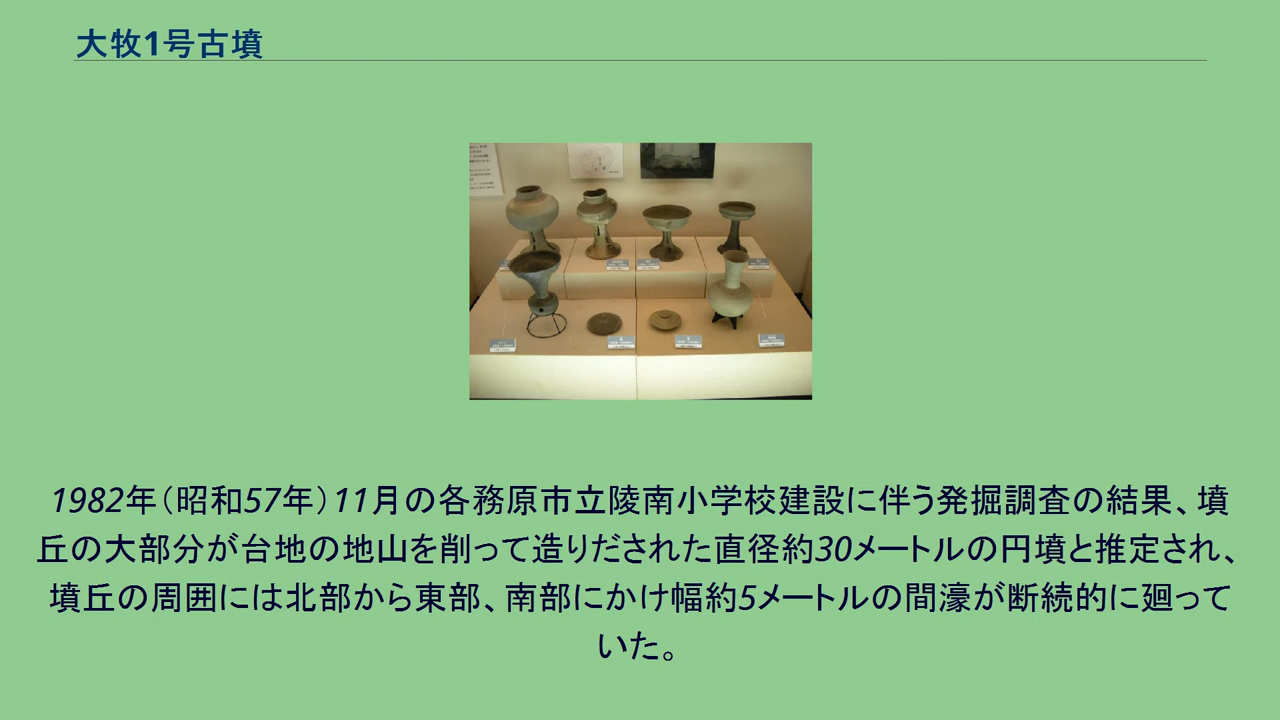 大牧1号古墳
1982年（昭和57年）11月の各務原市立陵南小学校建設に伴う発掘調査の結果、墳
丘の大部分が台地の地山を削って造りだされた直径約30メートルの円墳と推定され、
墳丘の周囲には北部から東部、南部にかけ幅約5メートルの間濠が断続的に廻って
いた。